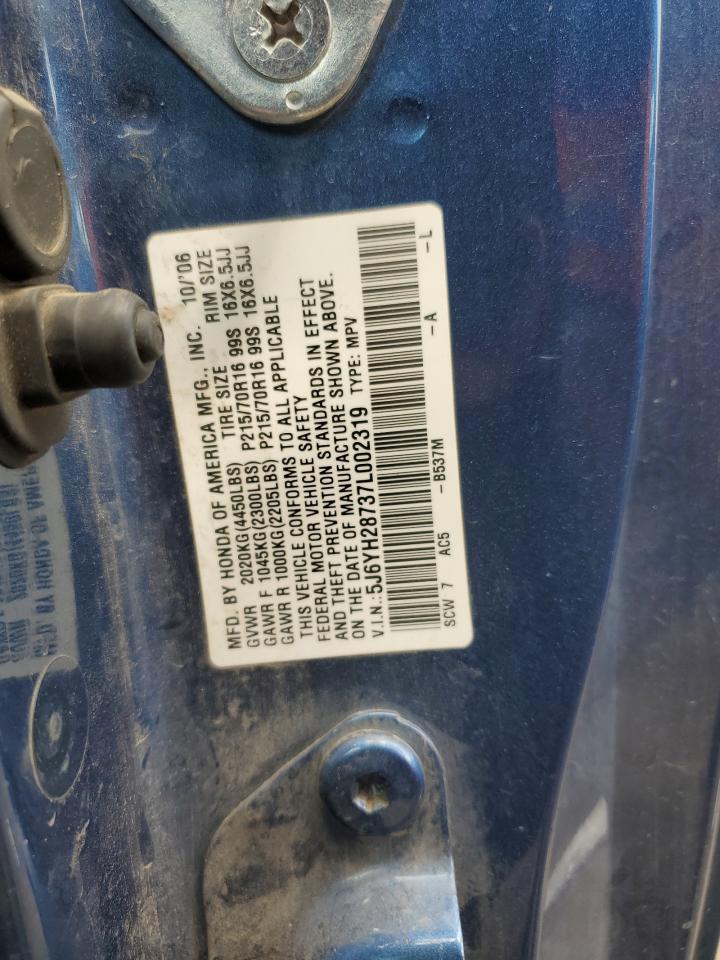 MFD. BY HONDA OF AMERICA MFG., INC. 10/'06
GVWR 2020KG(4450LBS) TIRE SIZE RIM SIZE
GAWR F 1045KG(2300LBS) P215/70R16 99S 16X6.5JJ
GAWR R 1000KG(2205LBS) P215/70R16 99S 16X6.5JJ
THIS VEHICLE CONFORMS TO ALL APPLICABLE
FEDERAL MOTOR VEHICLE SAFETY
AND THEFT PREVENTION STANDARDS IN EFFECT
ON THE DATE OF MANUFACTURE SHOWN ABOVE.
V.I.N.:5J6YH28737L002319 TYPE: MPV
SCW 7 AC5 -B537M -A -L